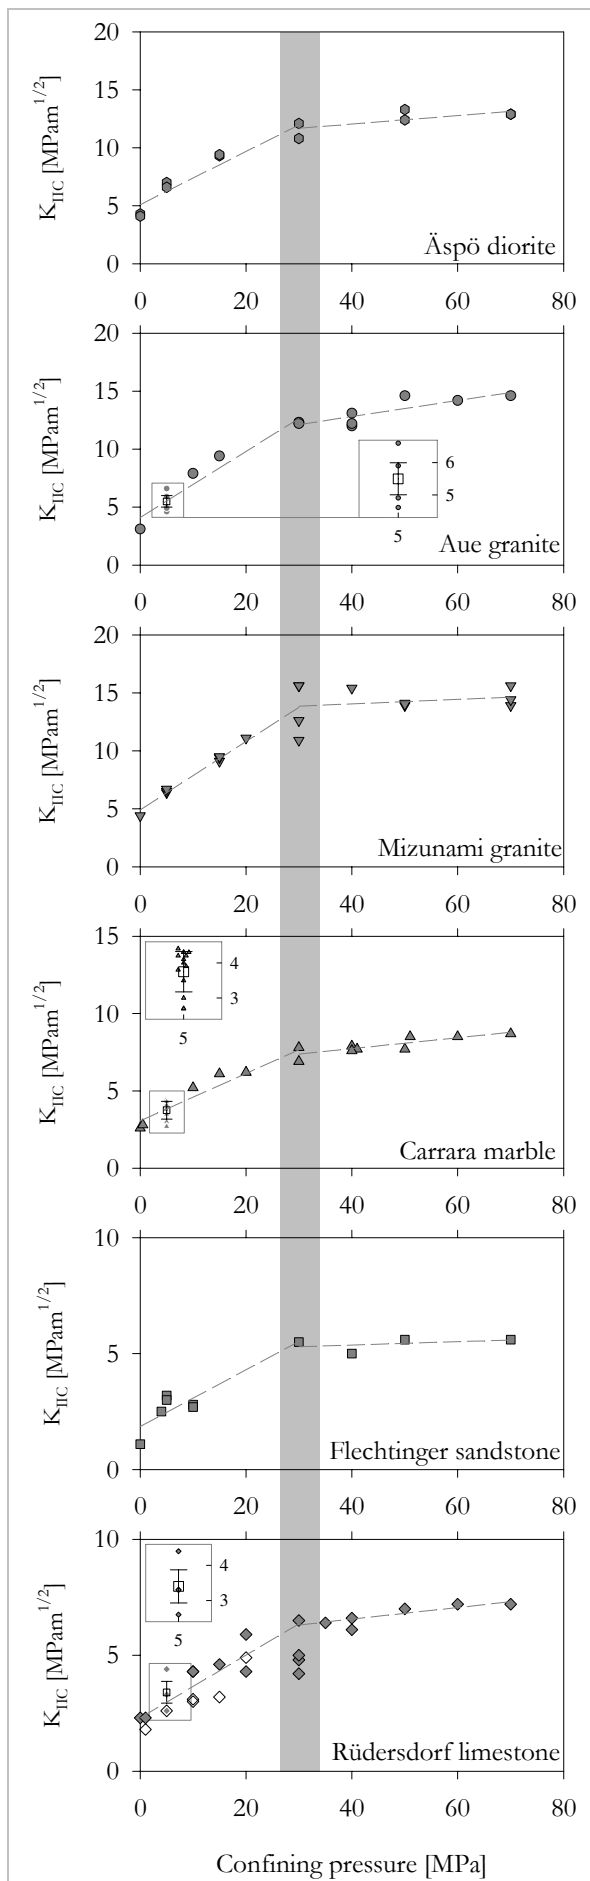 20
15
10
5
0
K_IIC [MPam^1/2]
Äspö diorite
0 20 40 60 80
20
15
10
5
0
K_IIC [MPam^1/2]
6
5
5
Aue granite
0 20 40 60 80
20
15
10
5
0
K_IIC [MPam^1/2]
Mizunami granite
0 20 40 60 80
15
10
5
0
K_IIC [MPam^1/2]
4
3
5
Carrara marble
0 20 40 60 80
10
5
0
K_IIC [MPam^1/2]
Flechtinger sandstone
0 20 40 60 80
10
5
0
K_IIC [MPam^1/2]
4
3
5
Rüdersdorf limestone
0 20 40 60 80
Confining pressure [MPa]